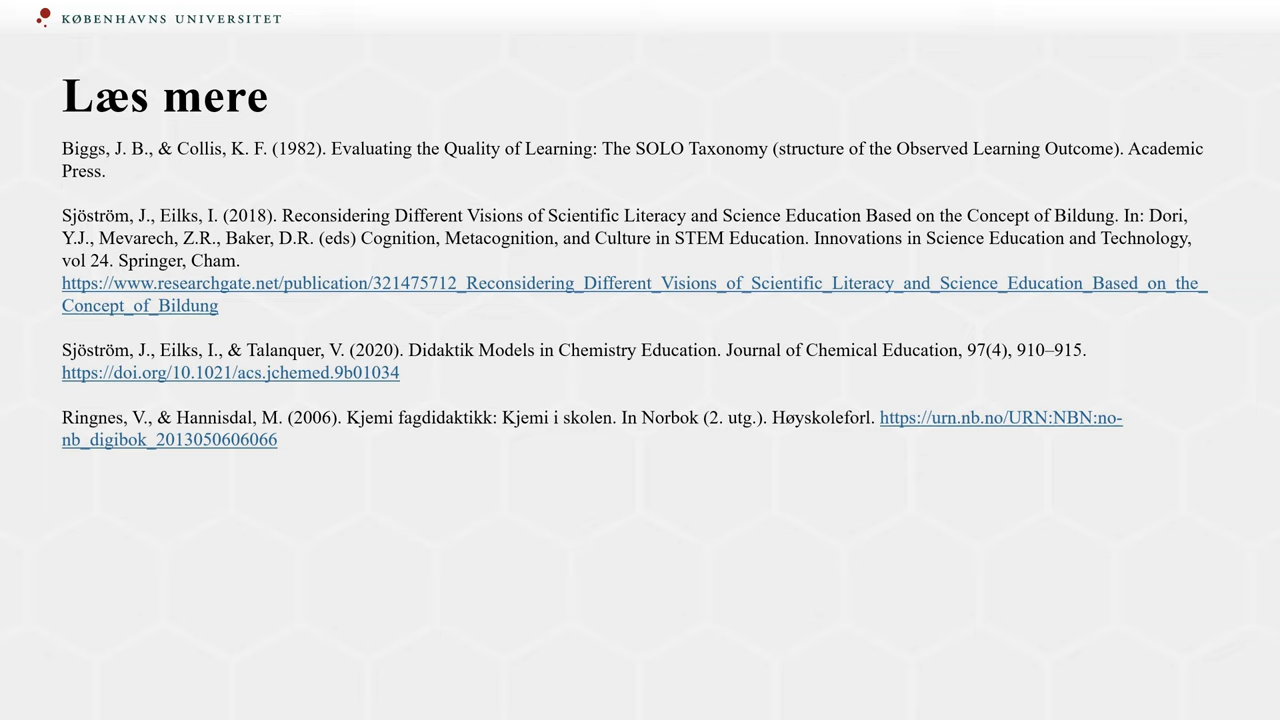 KØBENHAVNS UNIVERSITET
Læs mere
Biggs, J. B., & Collis, K. F. (1982). Evaluating the Quality of Learning: The SOLO Taxonomy (structure of the Observed Learning Outcome). Academic
Press.
Sjöström, J., Eilks, I. (2018). Reconsidering Different Visions of Scientific Literacy and Science Education Based on the Concept of Bildung. In: Dori,
Y.J., Mevarech, Z.R., Baker, D.R. (eds) Cognition, Metacognition, and Culture in STEM Education. Innovations in Science Education and Technology,
vol 24. Springer, Cham.
https://www.researchgate.net/publication/321475712_Reconsidering_Different_Visions_of_Scientific_Literacy_and_Science_Education_Based_on_the_
Concept_of_Bildung
Sjöström, J., Eilks, I., & Talanquer, V. (2020). Didaktik Models in Chemistry Education. Journal of Chemical Education, 97(4), 910–915.
https://doi.org/10.1021/acs.jchemed.9b01034
Ringnes, V., & Hannisdal, M. (2006). Kjemi fagdidaktikk: Kjemi i skolen. In Norbok (2. utg.). Høyskoleforl. https://urn.nb.no/URN:NBN:no-
nb_digibok_2013050606066